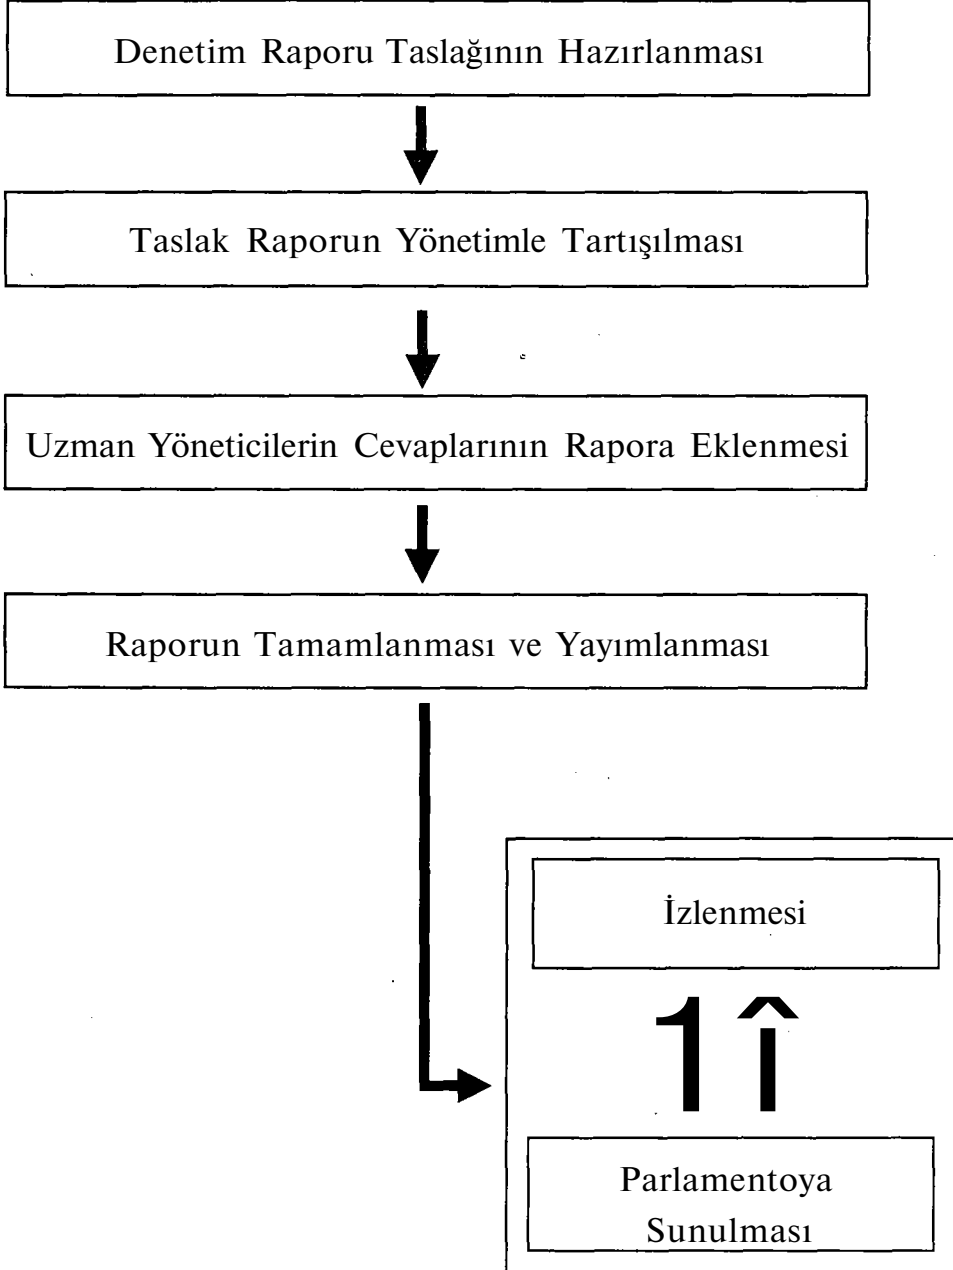 Denetim Raporu Taslağının Hazırlanması
Taslak Raporun Yönetimle Tartışılması
Uzman Yöneticilerin Cevaplarının Rapora Eklenmesi
Raporun Tamamlanması ve Yayımlanması
İzlenmesi
1î
Parlamentoya
Sunulması